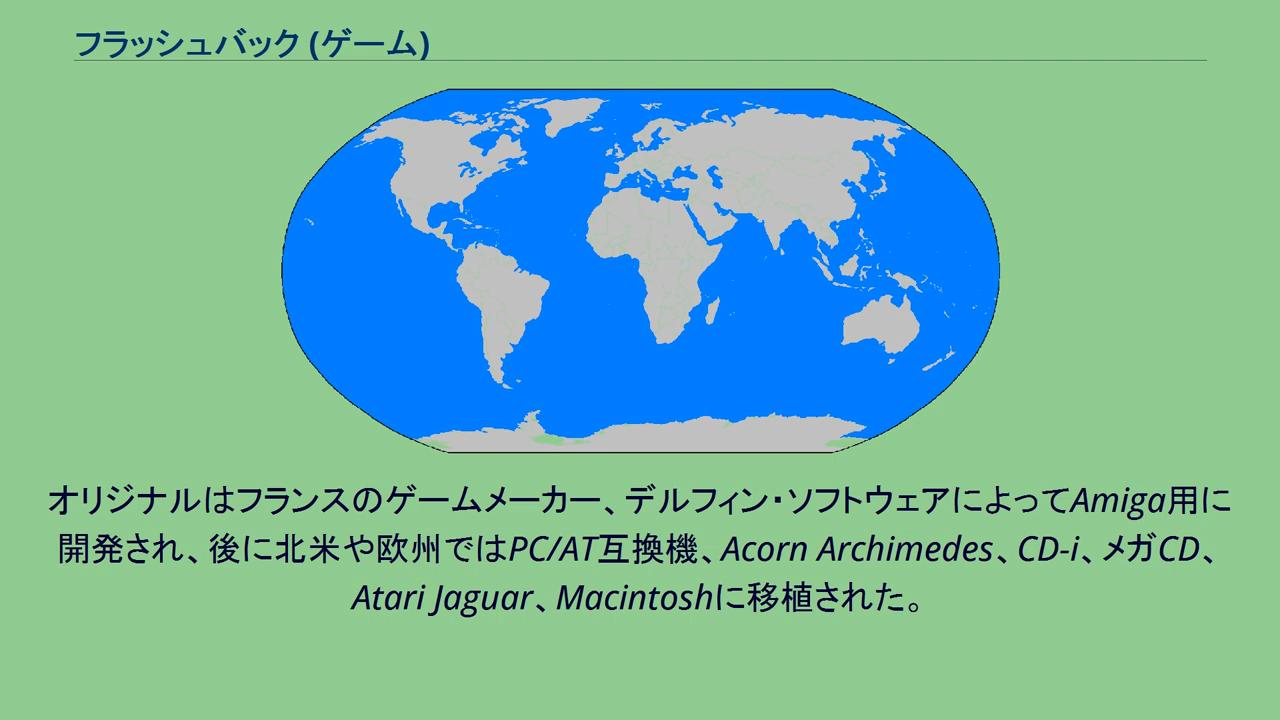 フラッシュバック (ゲーム)
オリジナルはフランスのゲームメーカー、デルフィン・ソフトウェアによってAmiga用に
開発され、後に北米や欧州ではPC/AT互換機、Acorn Archimedes、CD-i、メガCD、
Atari Jaguar、Macintoshに移植された。